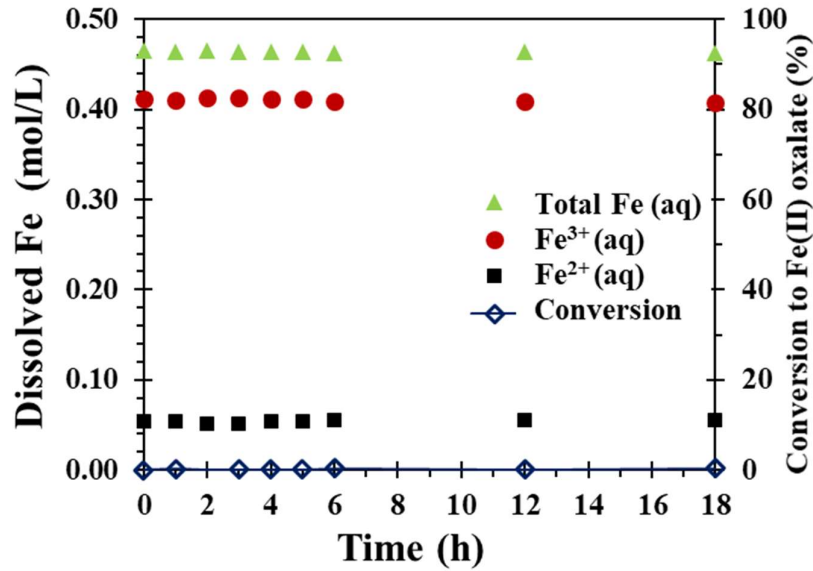 Dissolved Fe (mol/L)
0.50
0.40
0.30
0.20
0.10
0.00
100
80
60
40
20
0
Conversion to Fe(II) oxalate (%)
Total Fe (aq)
Fe³⁺ (aq)
Fe²⁺ (aq)
Conversion
0 2 4 6 8 10 12 14 16 18
Time (h)